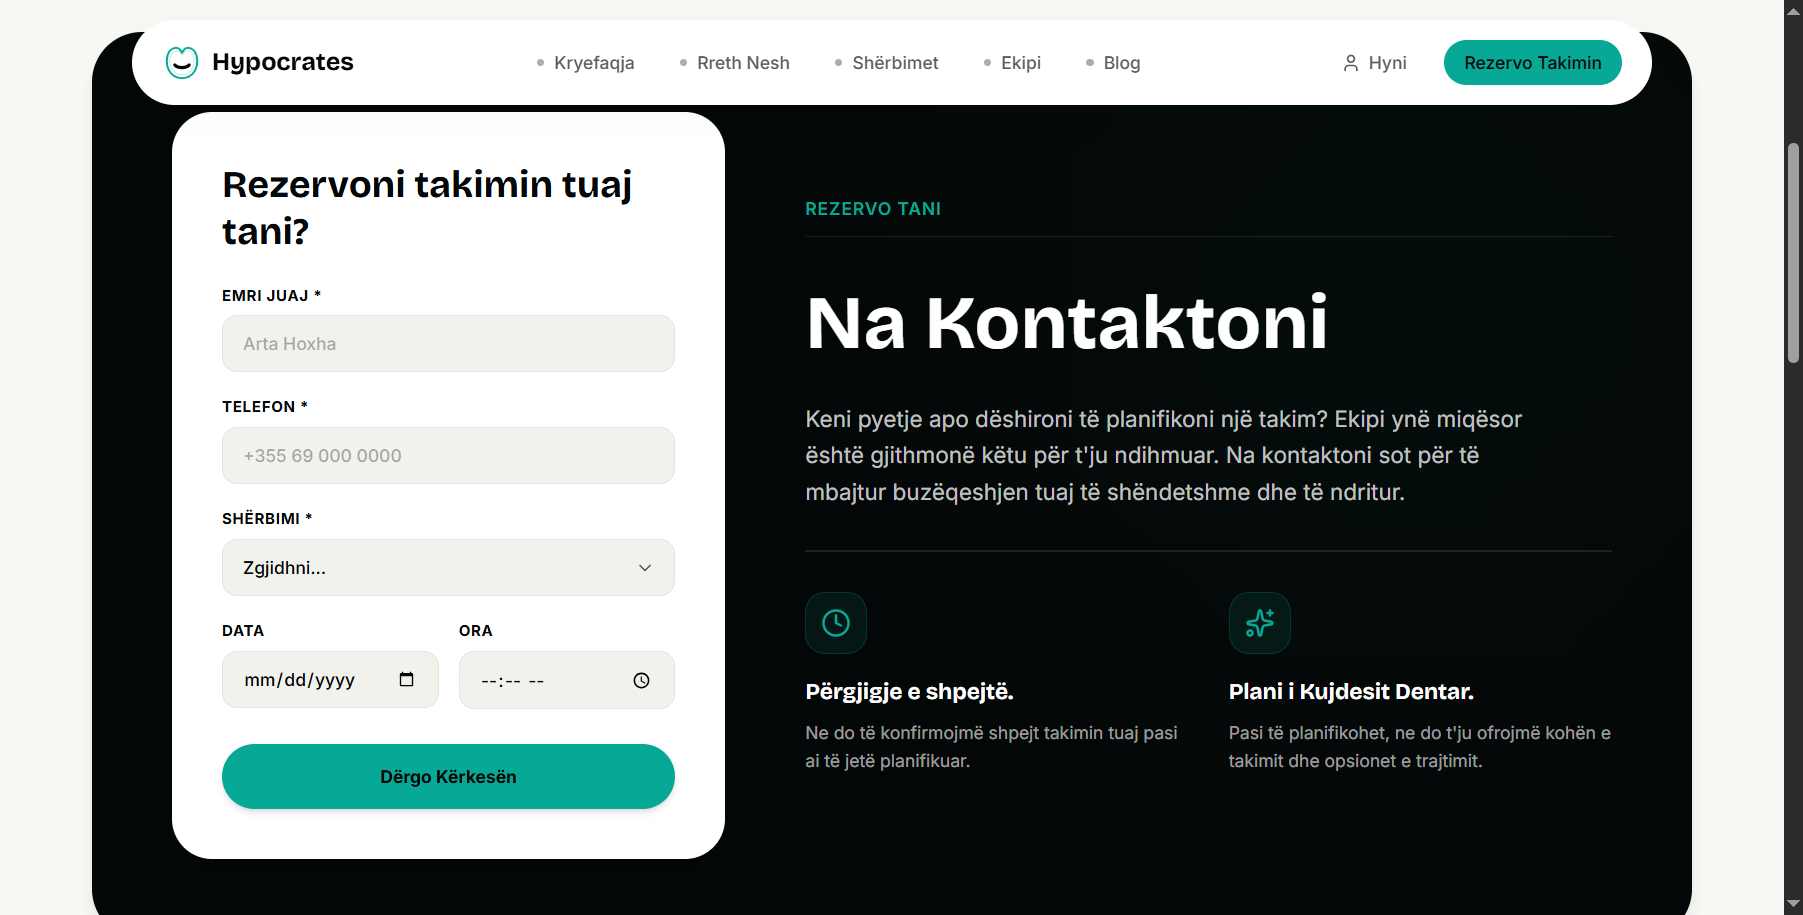 Hypocrates
Kryefaqja
Rreth Nesh
Shërbimet
Ekipi
Blog
Hyni
Rezervo Takimin
Rezervoni takimin tuaj
tani?
EMRI JUAJ *
Arta Hoxha
TELEFON *
+355 69 000 0000
SHËRBIMI *
Zgjidhni...
DATA
ORA
mm/dd/yyyy
--:-- --
Dërgo Kërkesën
REZERVO TANI
Na Kontaktoni
Keni pyetje apo dëshironi të planifikoni një takim? Ekipi ynë miqësor
është gjithmonë këtu për t'ju ndihmuar. Na kontaktoni sot për të
mbajtur buzëqeshjen tuaj të shëndetshme dhe të ndritur.
Përgjigje e shpejtë.
Ne do të konfirmojmë shpejt takimin tuaj pasi
ai të jetë planifikuar.
Plani i Kujdesit Dentar.
Pasi të planifikohet, ne do t'ju ofrojmë kohën e
takimit dhe opsionet e trajtimit.